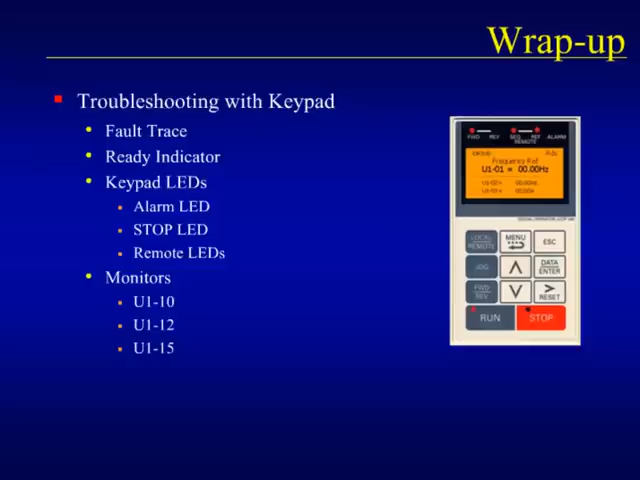 Wrap-up
Troubleshooting with Keypad
Fault Trace
Ready Indicator
Keypad LEDs
Alarm LED
STOP LED
Remote LEDs
Monitors
U1-10
U1-12
U1-15
FWD REV SEQ REF ALARM
REMOTE
Frequency Ref
U1-01 = 00.00Hz
LOCAL
REMOTE
MENU
ESC
JOG
DATA
ENTER
FWD
REV
RESET
RUN
STOP